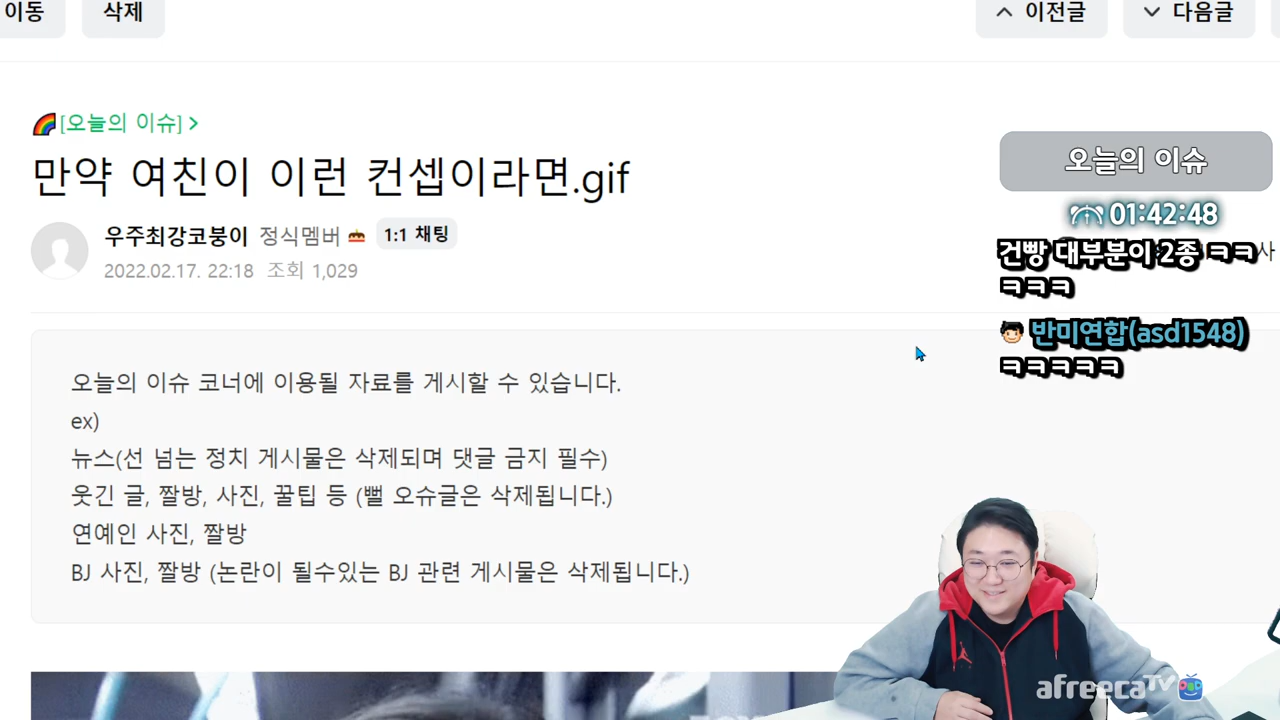 이동
삭제
이전글
다음글
[오늘의 이슈] >
만약 여친이 이런 컨셉이라면.gif
우주최강코붕이 정식멤버 1:1 채팅
2022.02.17. 22:18 조회 1,029
오늘의 이슈
01:42:48
건빵 대부분이 2종 ㅋㅋ
ㅋㅋㅋ
사
반미연합(asd1548)
ㅋㅋㅋㅋㅋ
오늘의 이슈 코너에 이용될 자료를 게시할 수 있습니다.
ex)
뉴스(선 넘는 정치 게시물은 삭제되며 댓글 금지 필수)
웃긴 글, 짤방, 사진, 꿀팁 등 (뻘 오슈글은 삭제됩니다.)
연예인 사진, 짤방
BJ 사진, 짤방 (논란이 될수있는 BJ 관련 게시물은 삭제됩니다.)
afreecaTV